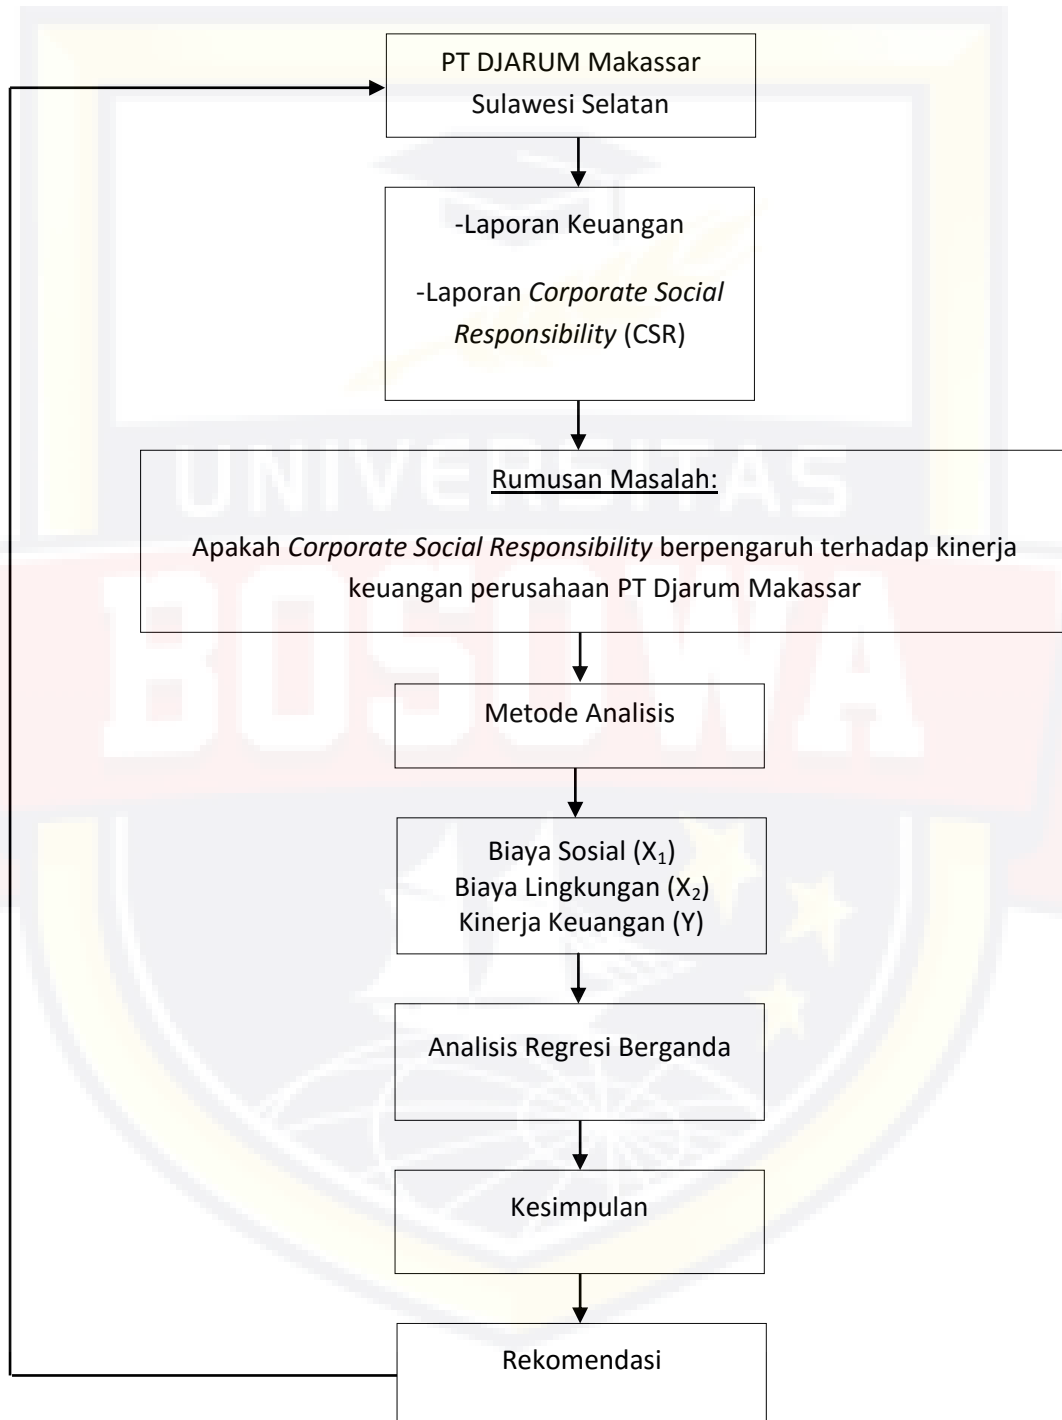 PT DJARUM Makassar
Sulawesi Selatan
-Laporan Keuangan
-Laporan Corporate Social
Responsibility (CSR)
UNIVERSITAS
Rumusan Masalah:
Apakah Corporate Social Responsibility berpengaruh terhadap kinerja
keuangan perusahaan PT Djarum Makassar
BOSOWA
Metode Analisis
Biaya Sosial (X₁)
Biaya Lingkungan (X₂)
Kinerja Keuangan (Y)
Analisis Regresi Berganda
Kesimpulan
Rekomendasi